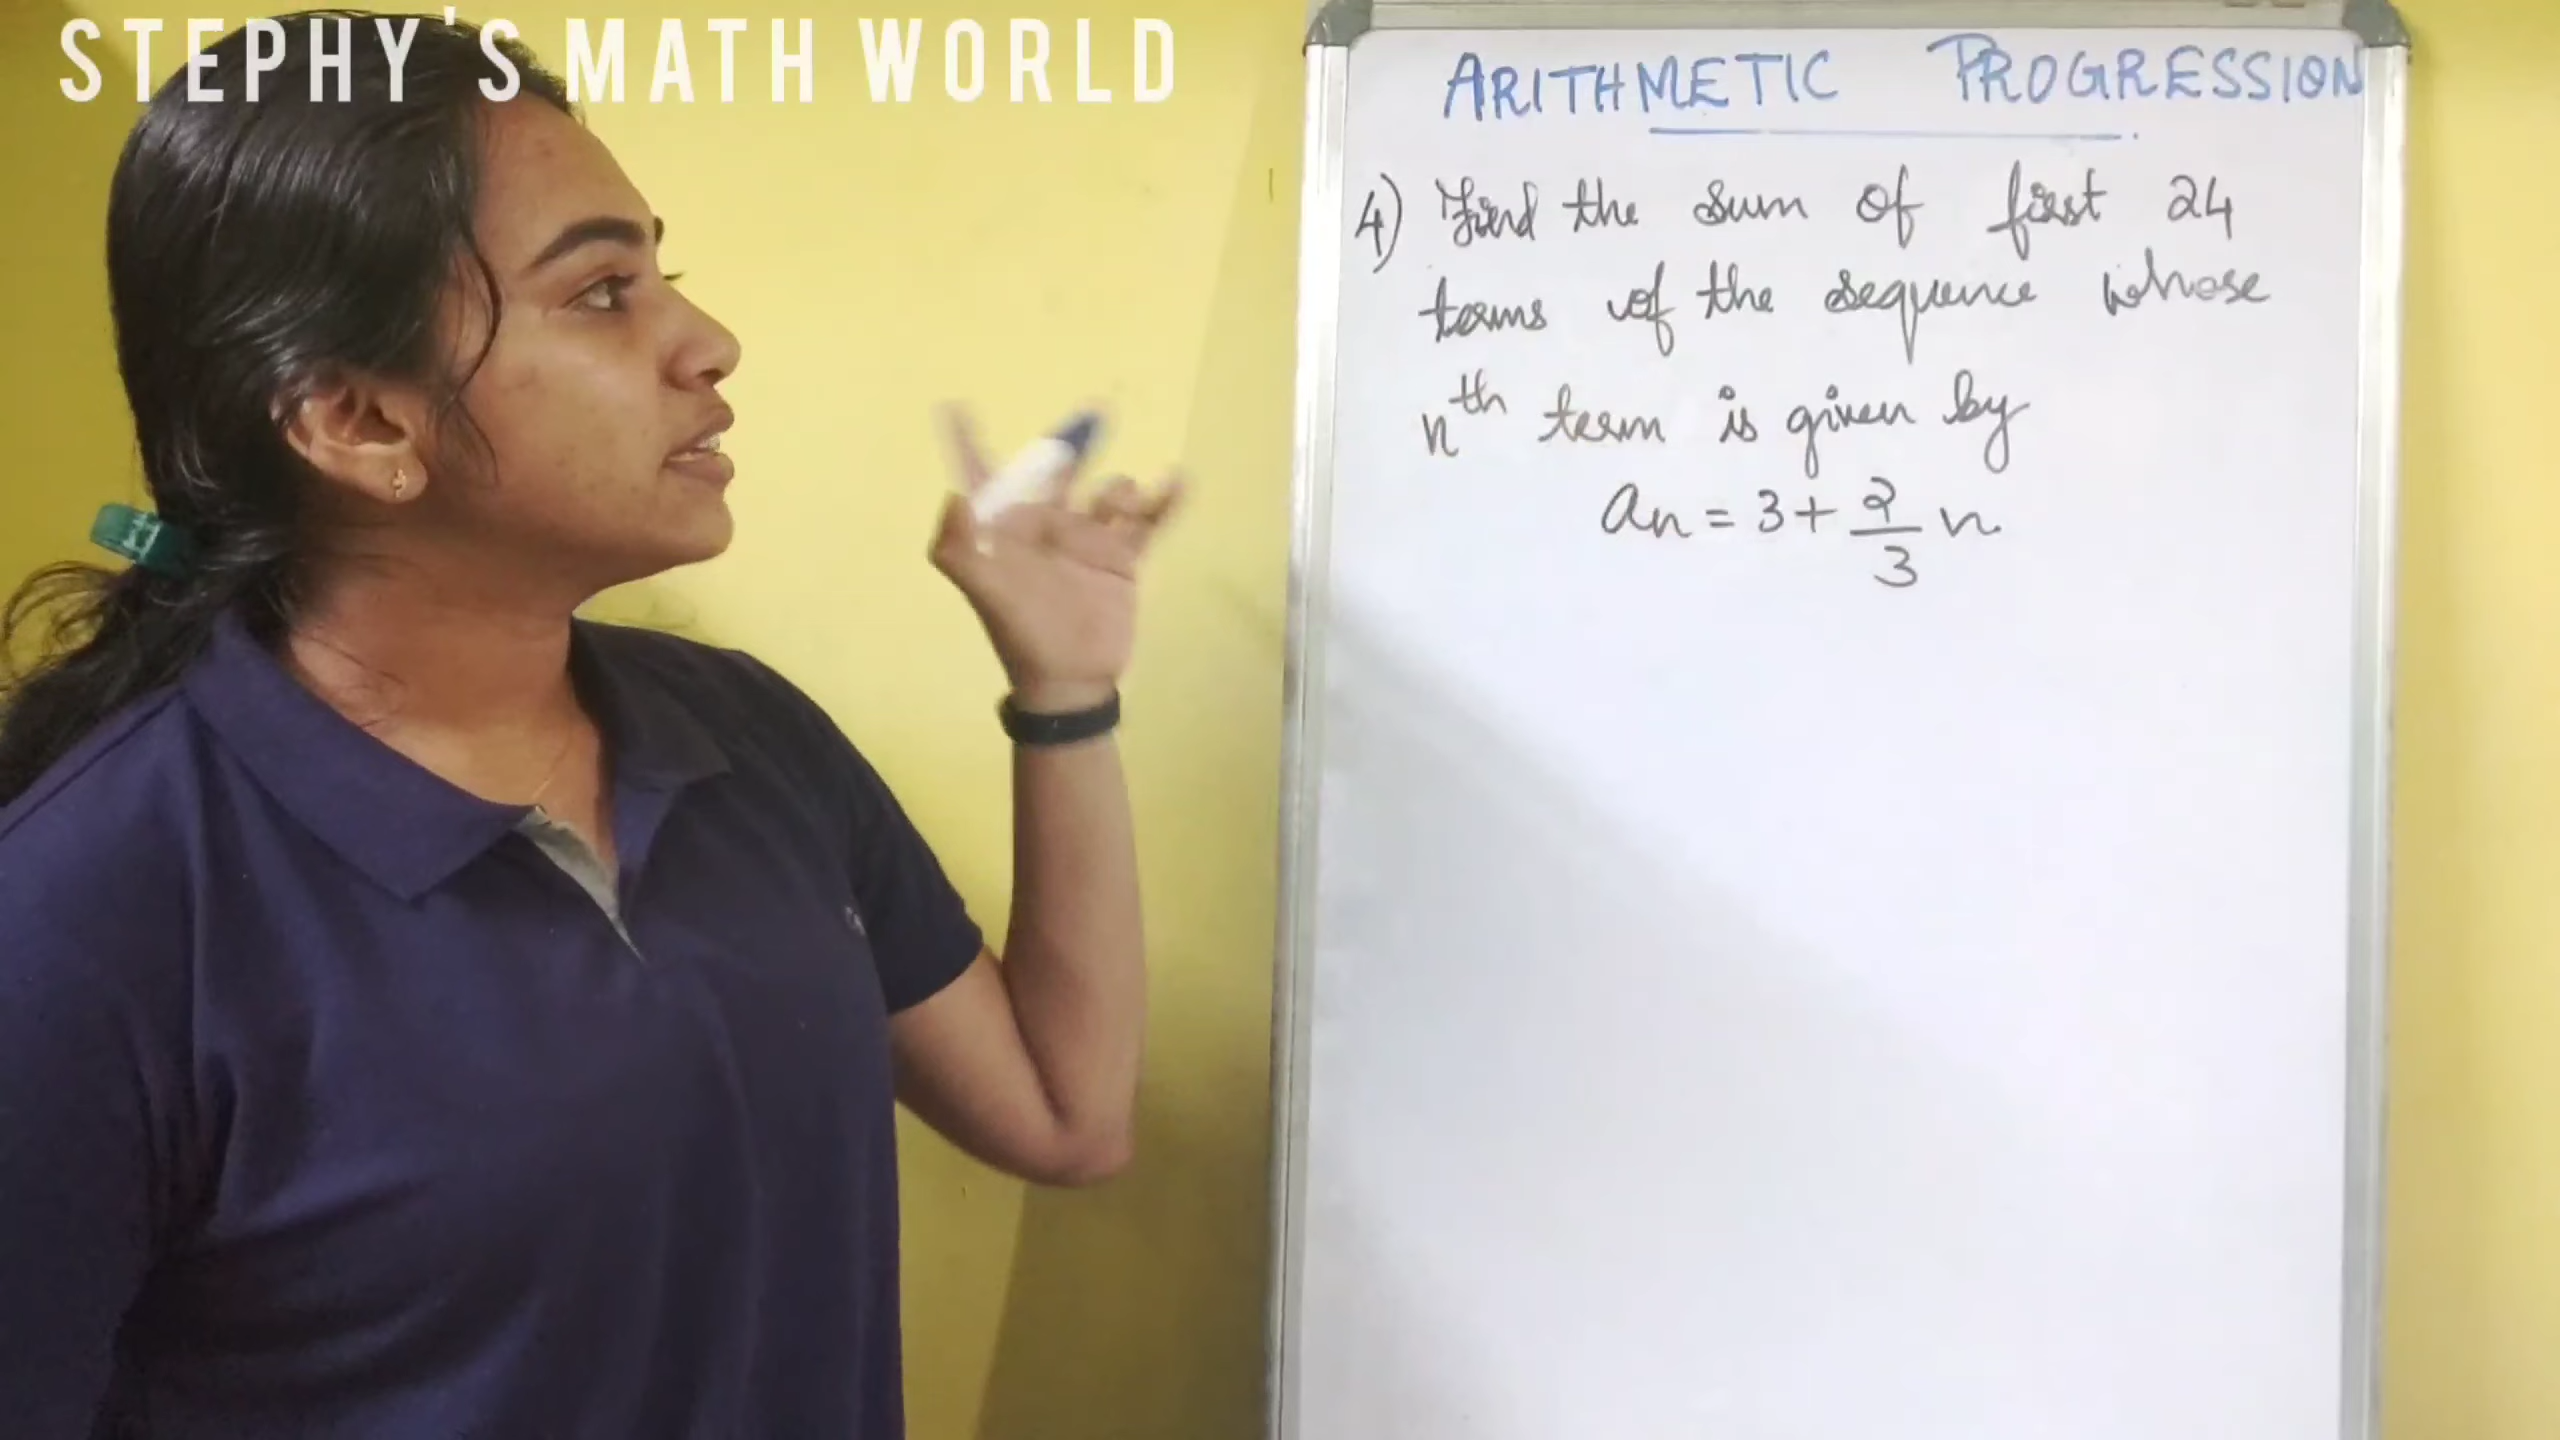 STEPHY'S MATH WORLD
ARITHMETIC PROGRESSION
4) Find the sum of first 24
terms of the sequence whose
nth term is given by
an = 3 + 2/3 n